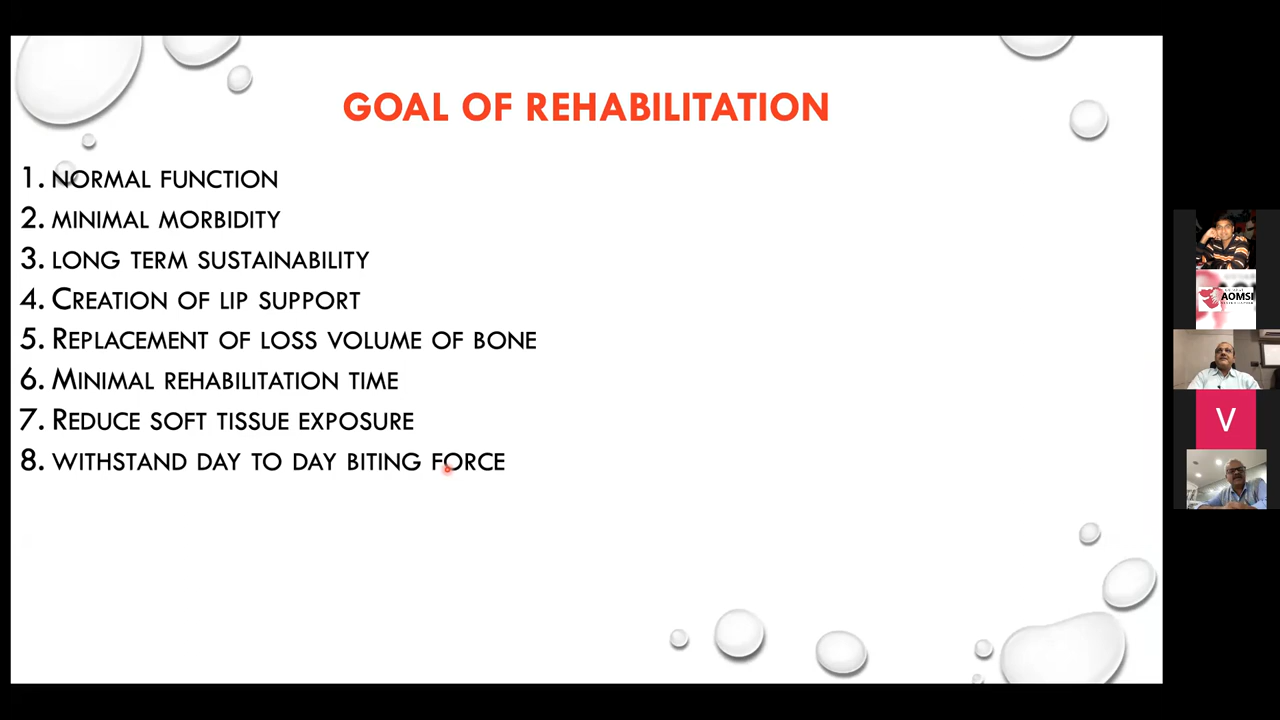 GOAL OF REHABILITATION
1. NORMAL FUNCTION
2. MINIMAL MORBIDITY
3. LONG TERM SUSTAINABILITY
4. CREATION OF LIP SUPPORT
5. REPLACEMENT OF LOSS VOLUME OF BONE
6. MINIMAL REHABILITATION TIME
7. REDUCE SOFT TISSUE EXPOSURE
8. WITHSTAND DAY TO DAY BITING FORCE
AOMSI
V